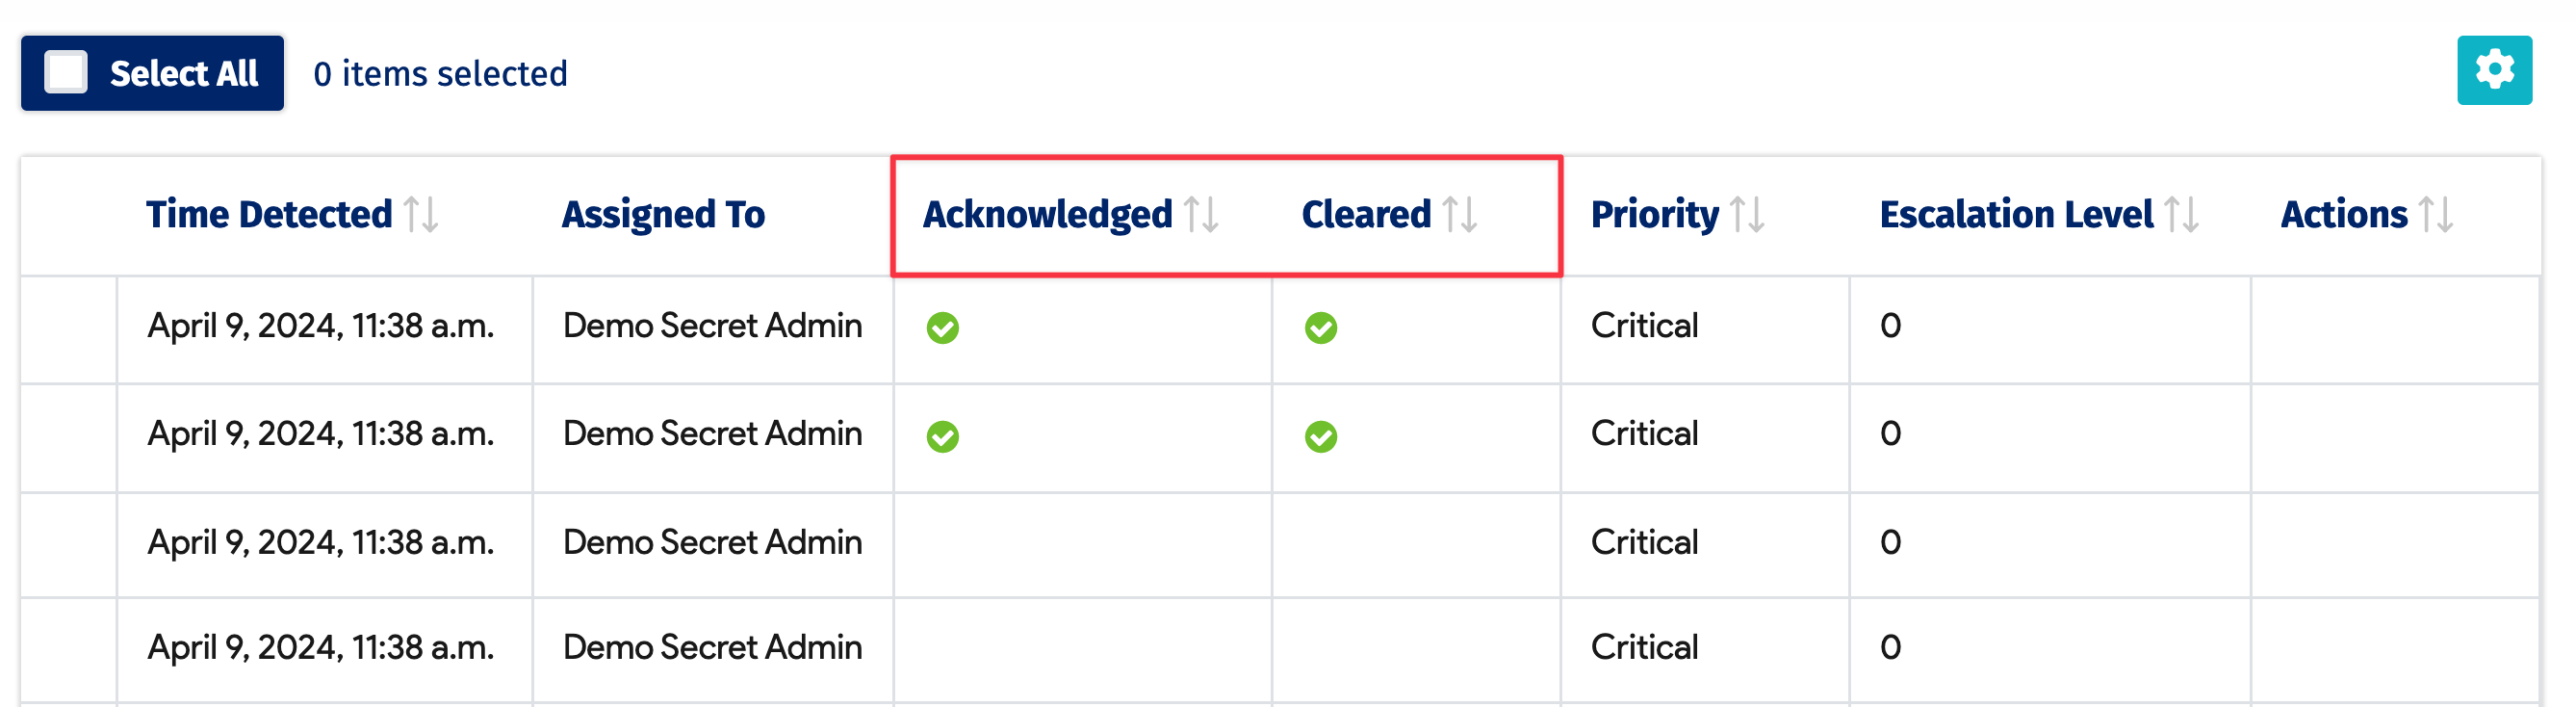 Select All 0 items selected
Time Detected Assigned To Acknowledged Cleared Priority Escalation Level Actions
April 9, 2024, 11:38 a.m. Demo Secret Admin Critical 0
April 9, 2024, 11:38 a.m. Demo Secret Admin Critical 0
April 9, 2024, 11:38 a.m. Demo Secret Admin Critical 0
April 9, 2024, 11:38 a.m. Demo Secret Admin Critical 0